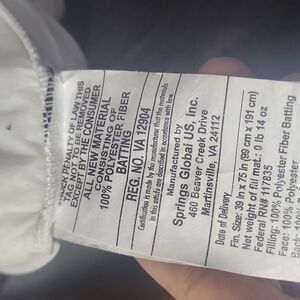 UNDER PENALTY OF LAW THIS
TAG NOT TO BE REMOVED
EXCEPT BY THE CONSUMER
ALL NEW MATERIAL
CONSISTING OF
100% POLYESTER FIBER
BATTING
REG. NO. VA 12904
Certification is made by the manufacturer that the materials
in this article are described in accordance with law.
Manufactured by
Springs Global US, Inc.
460 Beaver Creek Drive
Martinsville, VA 24112
Date of Delivery
Fin. Size: 39 in x 75 in (99 cm x 191 cm)
Net weight of fill mat.: 0 lb 14 oz
Federal RN# 117835
Filling: 100% Polyester Fiber Batting
Face: 100% Polyester